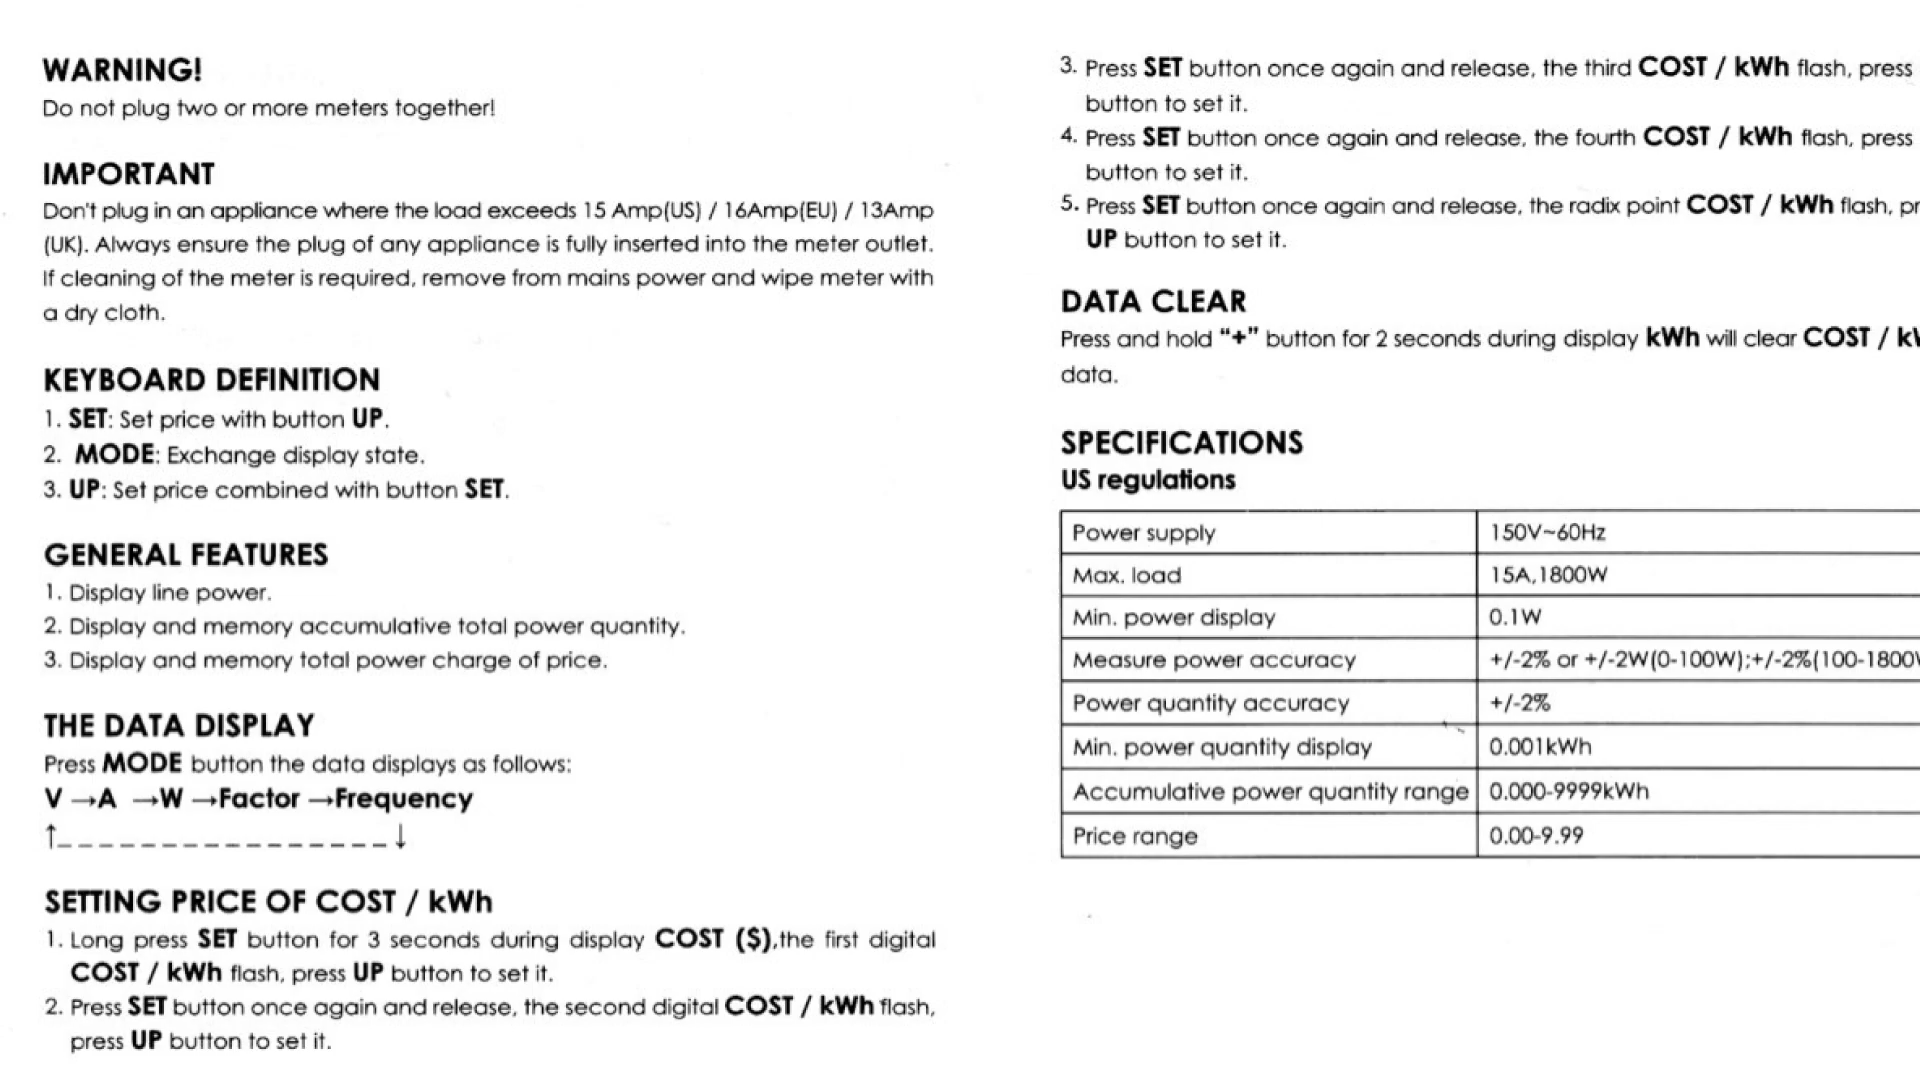 WARNING!
Do not plug two or more meters together!
IMPORTANT
Don't plug in an appliance where the load exceeds 15 Amp(US) / 16Amp(EU) / 13Amp
(UK). Always ensure the plug of any appliance is fully inserted into the meter outlet.
If cleaning of the meter is required, remove from mains power and wipe meter with
a dry cloth.
KEYBOARD DEFINITION
1. SET: Set price with button UP.
2. MODE: Exchange display state.
3. UP: Set price combined with button SET.
GENERAL FEATURES
1. Display line power.
2. Display and memory accumulative total power quantity.
3. Display and memory total power charge of price.
THE DATA DISPLAY
Press MODE button the data displays as follows:
V →A →W →Factor →Frequency
↑_ _ _ _ _ _ _ _ _ _ _ _ _ _ _ _ _↓
SETTING PRICE OF COST / kWh
1. Long press SET button for 3 seconds during display COST ($),the first digital
COST / kWh flash, press UP button to set it.
2. Press SET button once again and release, the second digital COST / kWh flash,
press UP button to set it.
3. Press SET button once again and release, the third COST / kWh flash, press
button to set it.
4. Press SET button once again and release, the fourth COST / kWh flash, press
button to set it.
5. Press SET button once again and release, the radix point COST / kWh flash, pr
UP button to set it.
DATA CLEAR
Press and hold “+” button for 2 seconds during display kWh will clear COST /
data.
SPECIFICATIONS
US regulations
Power supply 150V~60Hz
Max. load 15A,1800W
Min. power display 0.1W
Measure power accuracy +/-2% or +/-2W(0-100W);+/-2%(100-1800
Power quantity accuracy +/-2%
Min. power quantity display 0.001kWh
Accumulative power quantity range 0.000-9999kWh
Price range 0.00-9.99